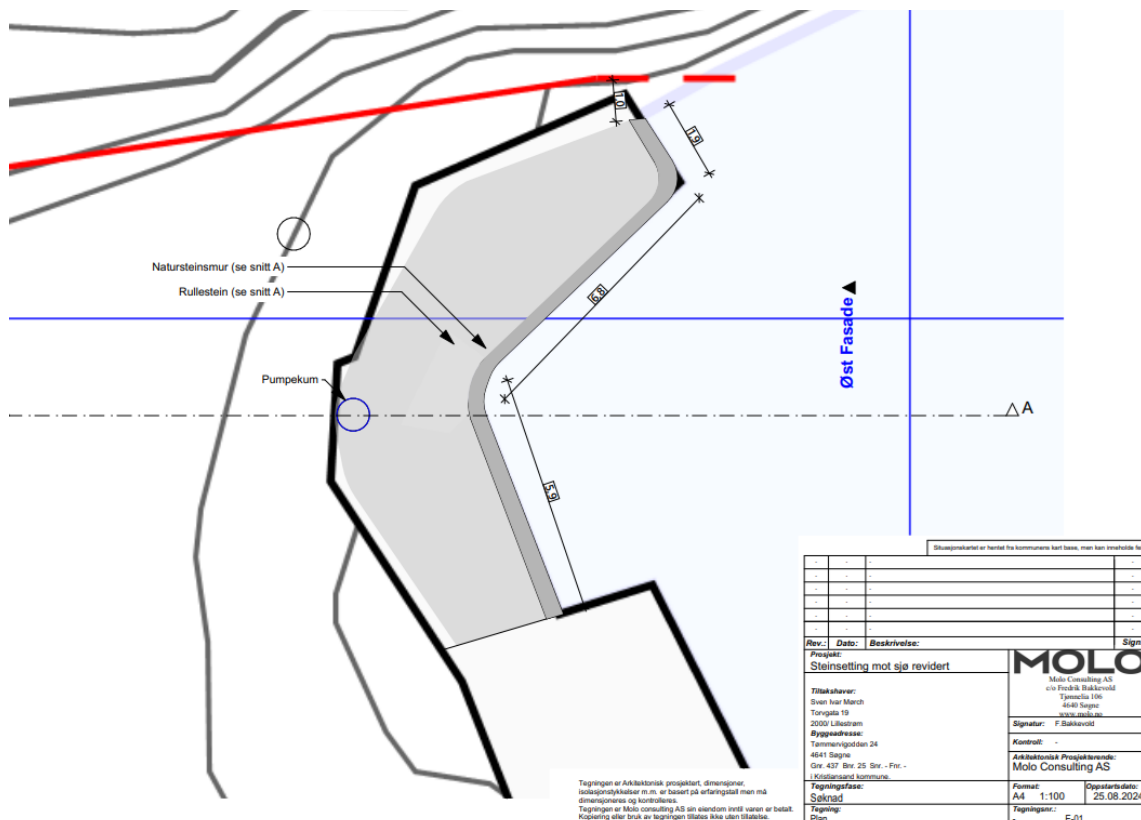 1.0
1.9
Natursteinsmur (se snitt A)
Rullestein (se snitt A)
6.8
Øst Fasade
Pumpekum
A
5.9
Situasjonskartet er hentet fra kommunens kart base, men kan inneholde fe
Rev.: Dato: Beskrivelse: Sign
Prosjekt:
Steinsetting mot sjø revidert
MOLO
Molo Consulting AS
c/o Fredrik Bakkevold
Tjønnelia 106
4640 Søgne
www.molo.no
Tiltakshaver:
Sven Ivar Mørch
Torvgata 19
2000/ Lillestrøm
Byggeadresse:
Tømmervigodden 24
4641 Søgne
Gnr. 437 Bnr. 25 Snr. - Fnr. -
i Kristiansand kommune.
Signatur: F.Bakkevold
Kontroll: -
Arkitektonisk Prosjekterende:
Molo Consulting AS
Tegningsfase:
Søknad
Format:
A4 1:100
Oppstartsdato:
25.08.2024
Tegning:
Plan
Tegningsnr.:
- F-01
Tegningen er Arkitektonisk prosjektert, dimensjoner,
isolasjonstykkelser m.m. er basert på erfaringstall men må
dimensjoneres og kontrolleres.
Tegningen er Molo consulting AS sin eiendom inntil varen er betalt.
Kopiering eller bruk av tegningen tillates ikke uten tillatelse.